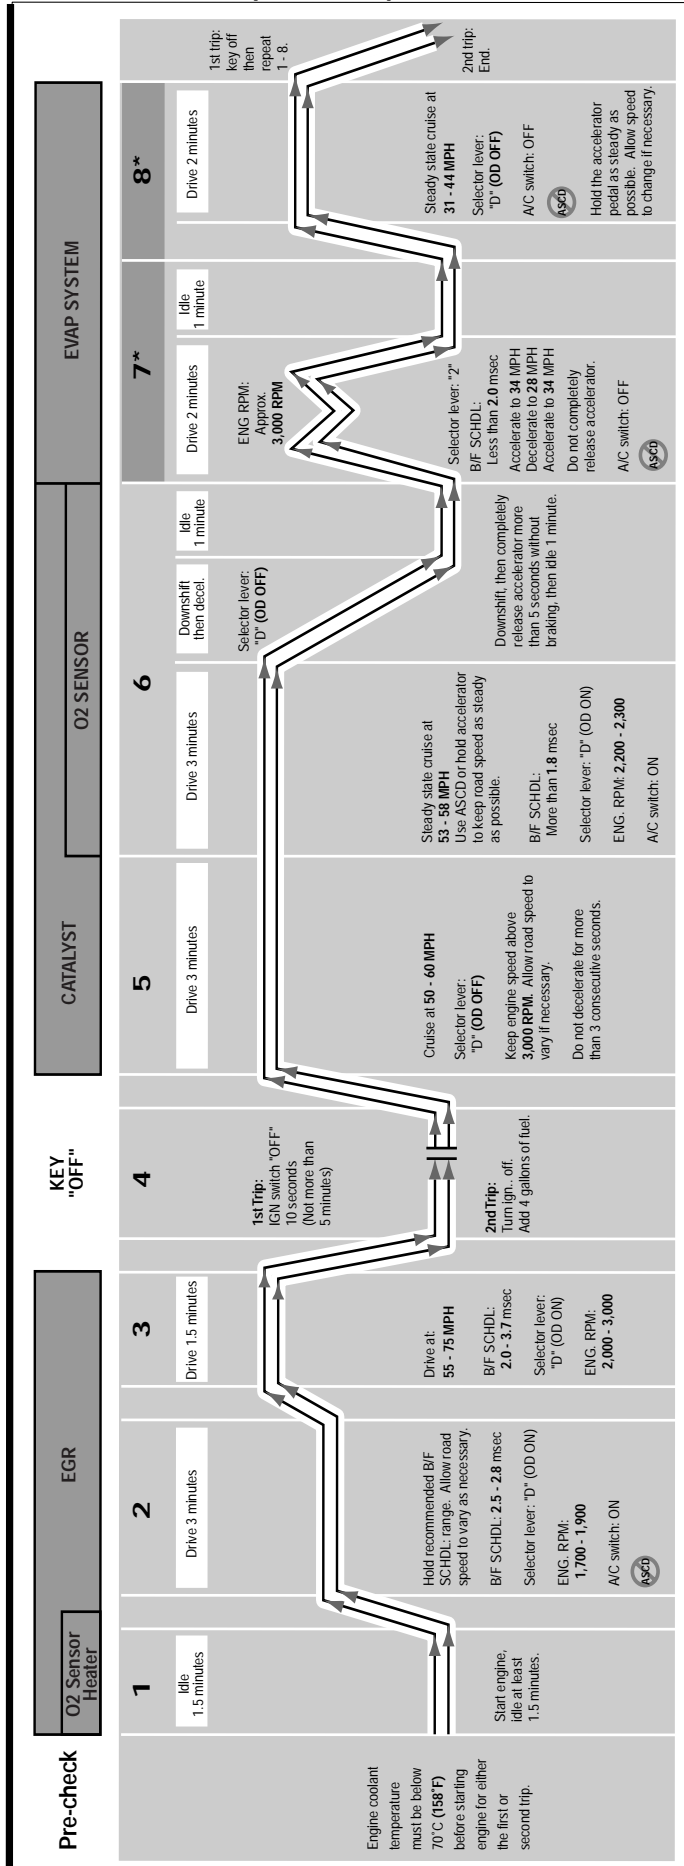 Pre-check
O2 Sensor
Heater
EGR
KEY
"OFF"
CATALYST
O2 SENSOR
EVAP SYSTEM
Engine coolant
temperature
must be below
70˚C (158˚F)
before starting
engine for either
the first or
second trip.
1
Idle
1.5 minutes
Start engine,
idle at least
1.5 minutes.
2
Drive 3 minutes
Hold recommended B/F
SCHDL: range. Allow road
speed to vary as necessary.
B/F SCHDL: 2.5 - 2.8 msec
Selector lever: "D" (OD ON)
ENG. RPM:
1,700 - 1,900
A/C switch: ON
ASCD
3
Drive 1.5 minutes
Drive at:
55 - 75 MPH
B/F SCHDL:
2.0 - 3.7 msec
Selector lever:
"D" (OD ON)
ENG. RPM:
2,000 - 3,000
4
1st Trip:
IGN switch "OFF"
10 seconds
(Not more than
5 minutes)
2nd Trip:
Turn ign.. off.
Add 4 gallons of fuel.
5
Drive 3 minutes
Cruise at 50 - 60 MPH
Selector lever:
"D" (OD OFF)
Keep engine speed above
3,000 RPM. Allow road speed to
vary if necessary.
Do not decelerate for more
than 3 consecutive seconds.
6
Drive 3 minutes
Steady state cruise at
53 - 58 MPH
Use ASCD or hold accelerator
to keep road speed as steady
as possible.
B/F SCHDL:
More than 1.8 msec
Selector lever: "D" (OD ON)
ENG. RPM: 2,200 - 2,300
A/C switch: ON
Downshift
then decel.
Selector lever:
"D" (OD OFF)
Idle
1 minute
Downshift, then completely
release accelerator more
than 5 seconds without
braking, then idle 1 minute.
7*
Drive 2 minutes
ENG RPM:
Approx.
3,000 RPM
Selector lever: "2"
B/F SCHDL:
Less than 2.0 msec
Accelerate to 34 MPH
Decelerate to 28 MPH
Accelerate to 34 MPH
Do not completely
release accelerator.
A/C switch: OFF
ASCD
Idle
1 minute
8*
Drive 2 minutes
Steady state cruise at
31 - 44 MPH
Selector lever:
"D" (OD OFF)
A/C switch: OFF
ASCD
Hold the accelerator
pedal as steady as
possible. Allow speed
to change if necessary.
1st trip:
key off
then
repeat
1 - 8.
2nd trip:
End.